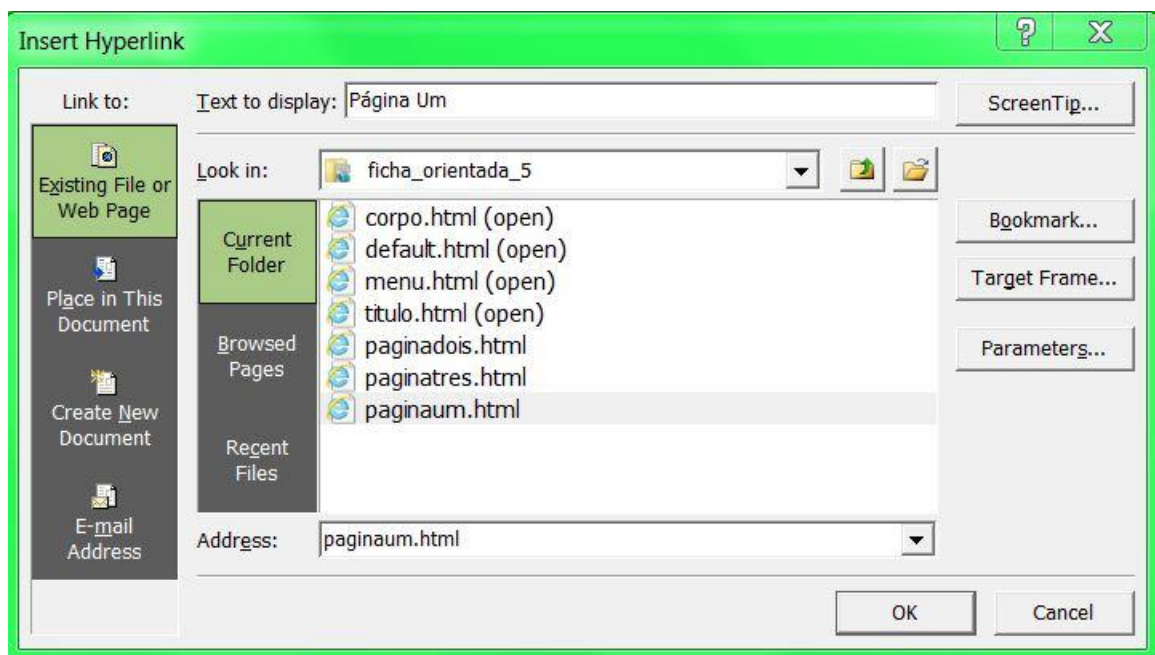 Insert Hyperlink
Link to:
Text to display: Página Um
ScreenTip...
Existing File or
Web Page
Place in This
Document
Create New
Document
E-mail
Address
Look in: ficha_orientada_5
Current
Folder
Browsed
Pages
Recent
Files
corpo.html (open)
default.html (open)
menu.html (open)
titulo.html (open)
paginadois.html
paginatres.html
paginaum.html
Bookmark...
Target Frame...
Parameters...
Address: paginaum.html
OK
Cancel